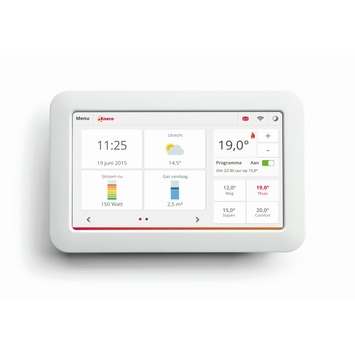 Menu eneco
11:25
19 juni 2015
Utrecht
14,5°
19,0°
+
-
Programma Aan
Om 23:30 uur op 15,0°
Stroom nu
150 Watt
Gas vandaag
2,5 m³
12,0° 19,0°
Weg Thuis
15,0° 20,0°
Slapen Comfort